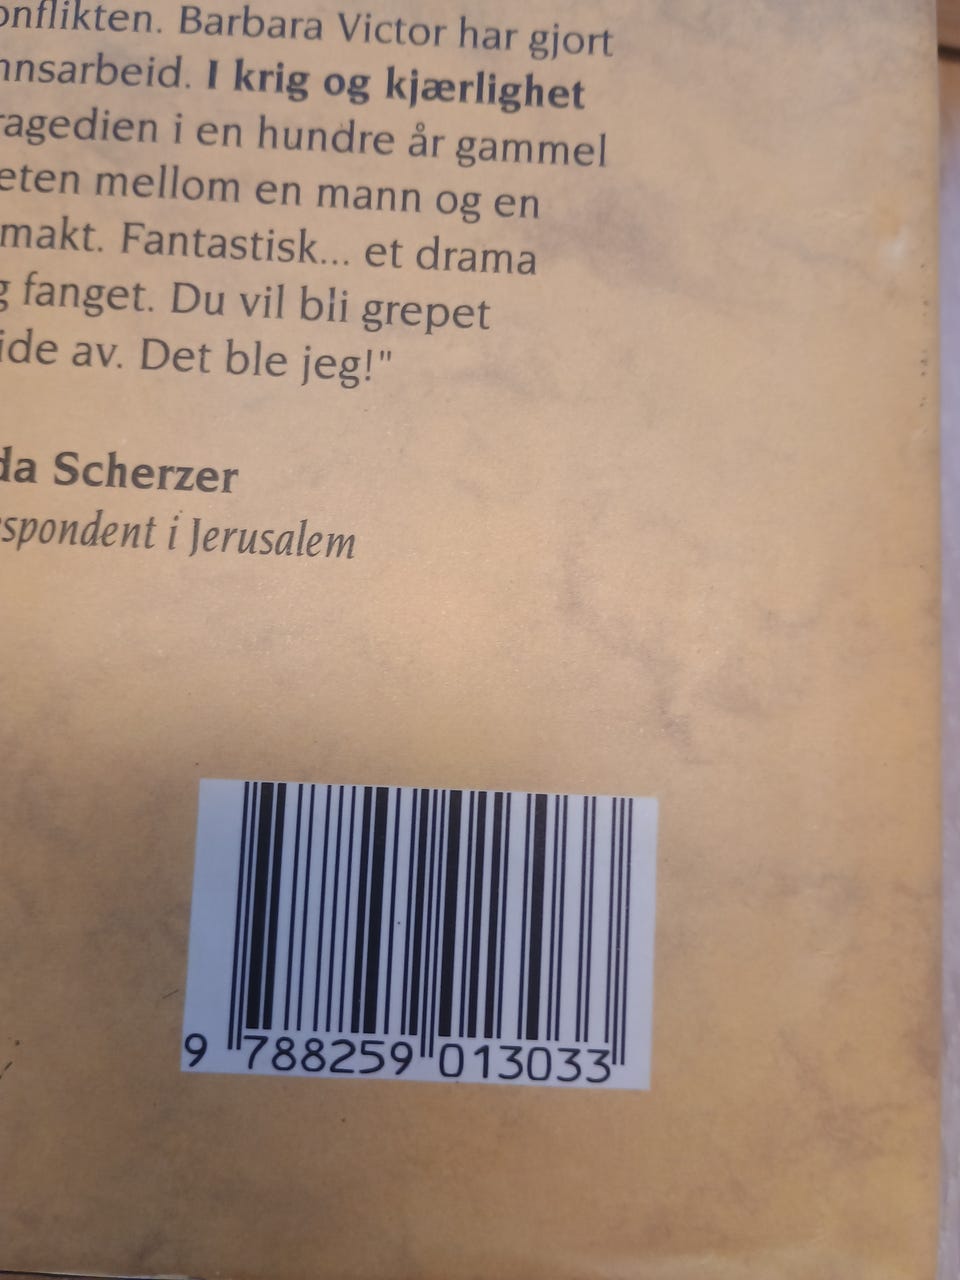 onflikten. Barbara Victor har gjort
nnsarbeid. I krig og kjærlighet
ragedien i en hundre år gammel
eten mellom en mann og en
makt. Fantastisk... et drama
g fanget. Du vil bli grepet
ide av. Det ble jeg!"
da Scherzer
spondent i Jerusalem
9 788259 013033